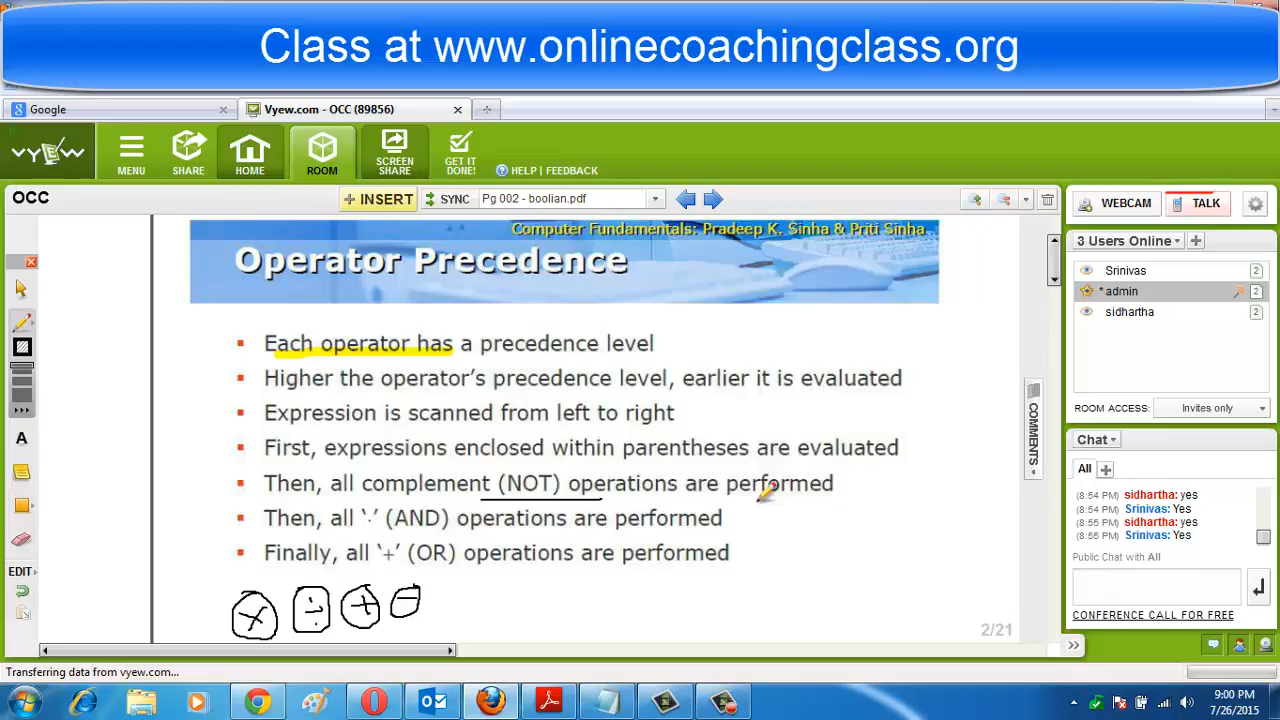 Class at www.onlinecoachingclass.org
Google
Vyew.com - OCC (89856)
VYEW
MENU
SHARE
HOME
ROOM
SCREEN SHARE
GET IT DONE!
HELP | FEEDBACK
OCC
INSERT
SYNC
Pg 002 - boolian.pdf
WEBCAM
TALK
3 Users Online
Srinivas 2
*admin 2
sidhartha 2
ROOM ACCESS: Invites only
Computer Fundamentals: Pradeep K. Sinha & Priti Sinha
Operator Precedence
▪ Each operator has a precedence level
▪ Higher the operator's precedence level, earlier it is evaluated
▪ Expression is scanned from left to right
▪ First, expressions enclosed within parentheses are evaluated
▪ Then, all complement (NOT) operations are performed
▪ Then, all '·' (AND) operations are performed
▪ Finally, all '+' (OR) operations are performed
× ÷ + −
2/21
A
EDIT
COMMENTS
Chat
All
(8:54 PM) sidhartha: yes
(8:54 PM) Srinivas: Yes
(8:55 PM) sidhartha: yes
(8:55 PM) Srinivas: Yes
Public Chat with All
CONFERENCE CALL FOR FREE
Transferring data from vyew.com...
9:00 PM
7/26/2015